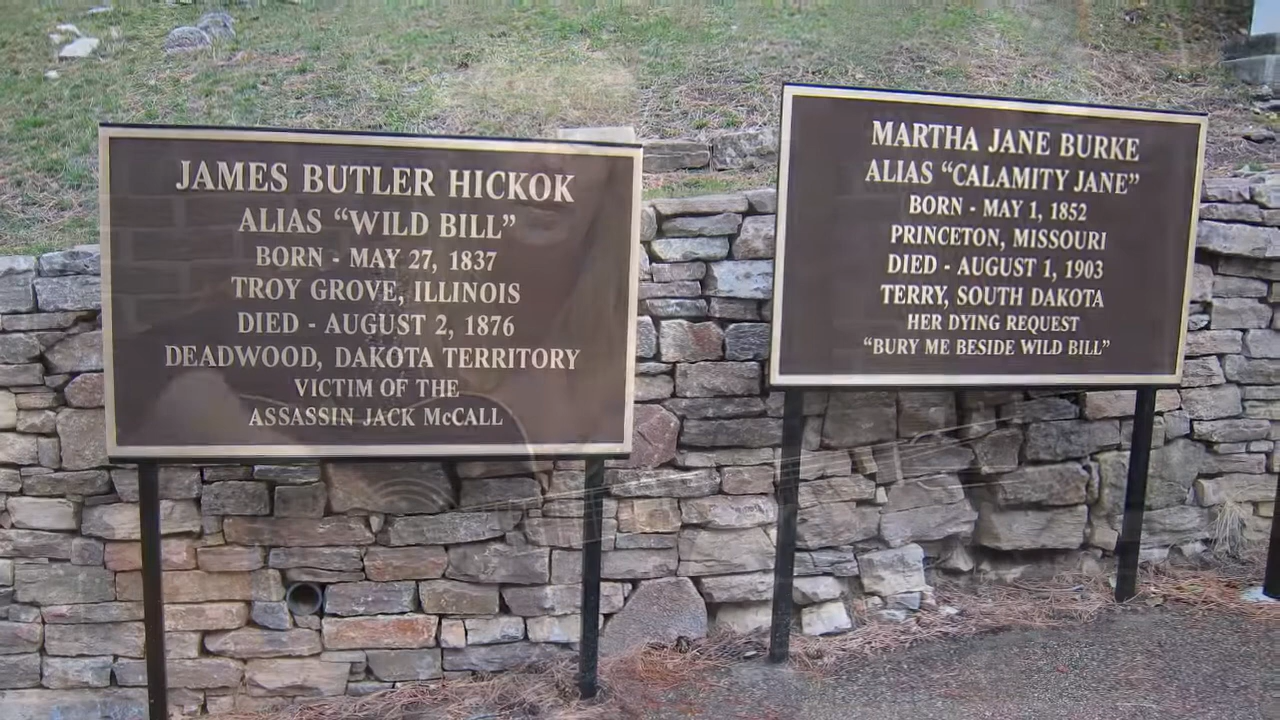 JAMES BUTLER HICKOK
ALIAS "WILD BILL"
BORN - MAY 27, 1837
TROY GROVE, ILLINOIS
DIED - AUGUST 2, 1876
DEADWOOD, DAKOTA TERRITORY
VICTIM OF THE
ASSASSIN JACK McCALL
MARTHA JANE BURKE
ALIAS "CALAMITY JANE"
BORN - MAY 1, 1852
PRINCETON, MISSOURI
DIED - AUGUST 1, 1903
TERRY, SOUTH DAKOTA
HER DYING REQUEST
"BURY ME BESIDE WILD BILL"